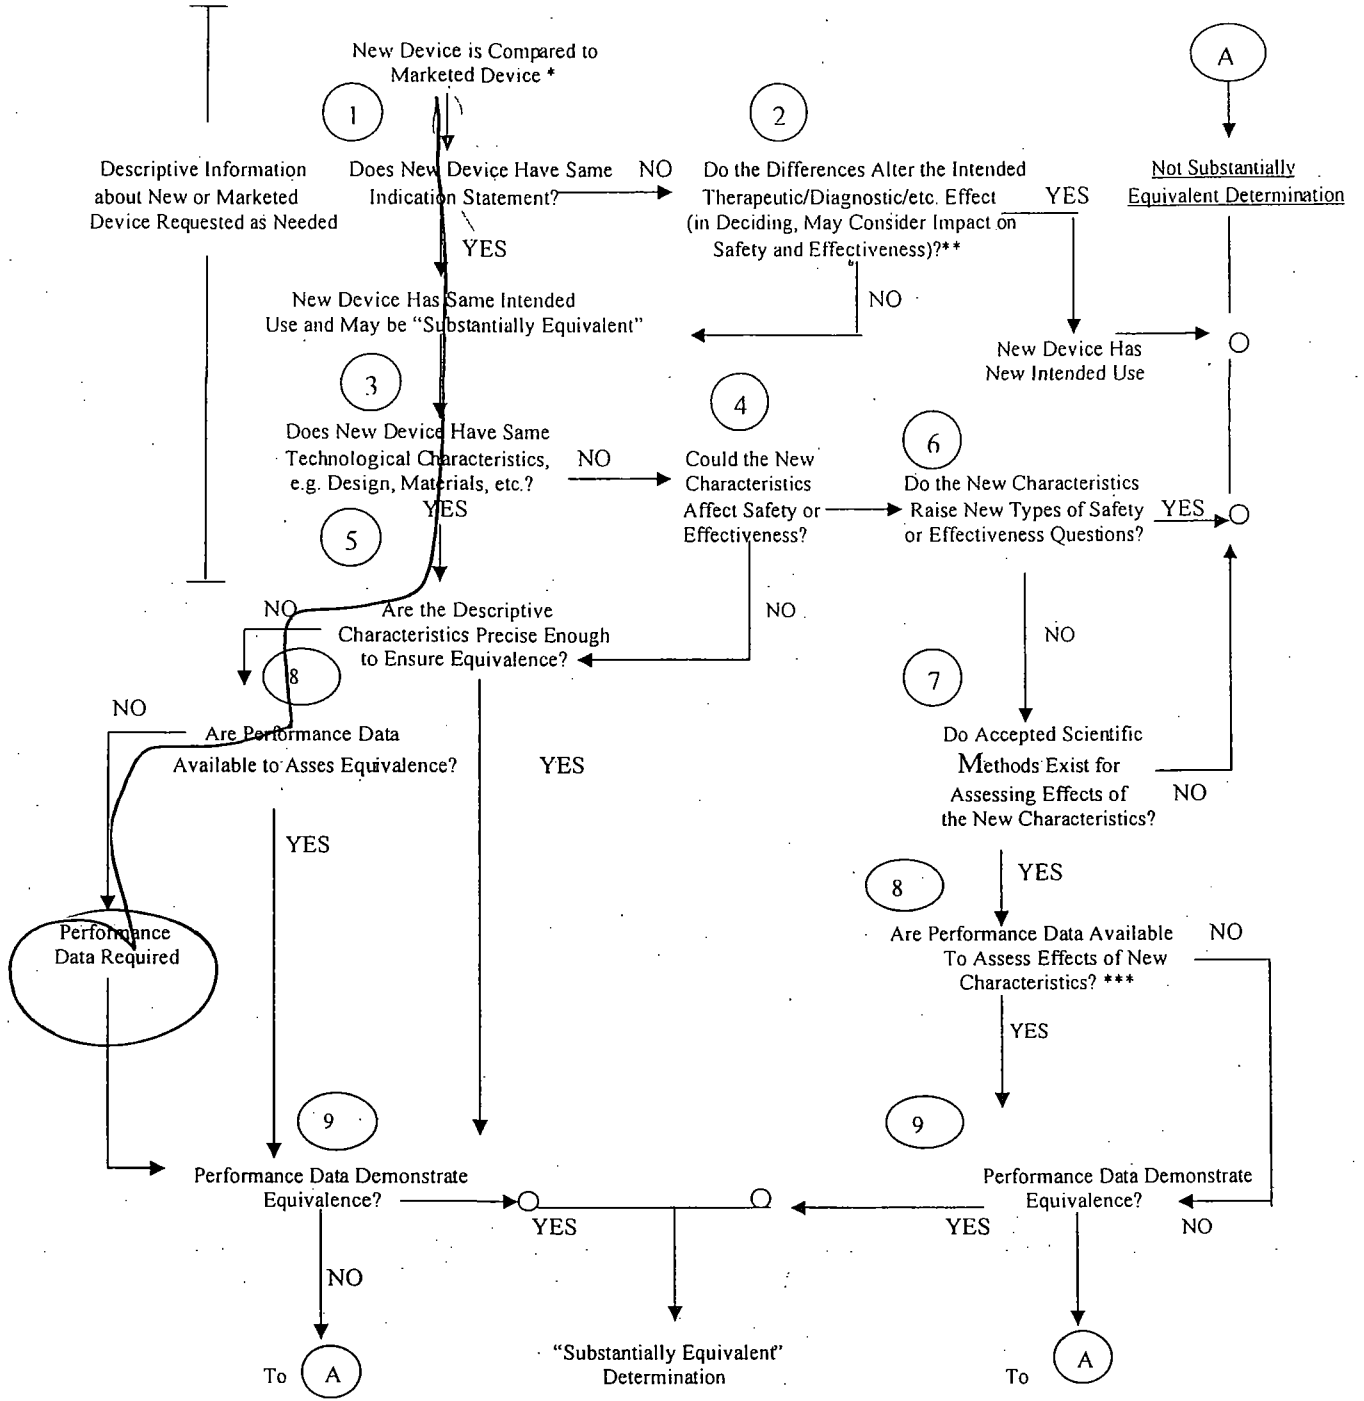 New Device is Compared to
Marketed Device *
A
1
2
Descriptive Information
about New or Marketed
Device Requested as Needed
Does New Device Have Same
Indication Statement?
NO
Do the Differences Alter the Intended
Therapeutic/Diagnostic/etc. Effect
(in Deciding, May Consider Impact on
Safety and Effectiveness)?**
YES
Not Substantially
Equivalent Determination
YES
NO
New Device Has Same Intended
Use and May be “Substantially Equivalent”
New Device Has
New Intended Use
3
4
6
Does New Device Have Same
Technological Characteristics,
e.g. Design, Materials, etc.?
NO
Could the New
Characteristics
Affect Safety or
Effectiveness?
Do the New Characteristics
Raise New Types of Safety
or Effectiveness Questions?
YES
YES
5
NO
Are the Descriptive
Characteristics Precise Enough
to Ensure Equivalence?
NO
NO
8
7
NO
Are Performance Data
Available to Asses Equivalence?
YES
Do Accepted Scientific
Methods Exist for
Assessing Effects of
the New Characteristics?
NO
YES
YES
8
Performance
Data Required
Are Performance Data Available
To Assess Effects of New
Characteristics? ***
NO
YES
9
9
Performance Data Demonstrate
Equivalence?
YES
Performance Data Demonstrate
Equivalence?
YES
NO
NO
“Substantially Equivalent”
Determination
To A
To A